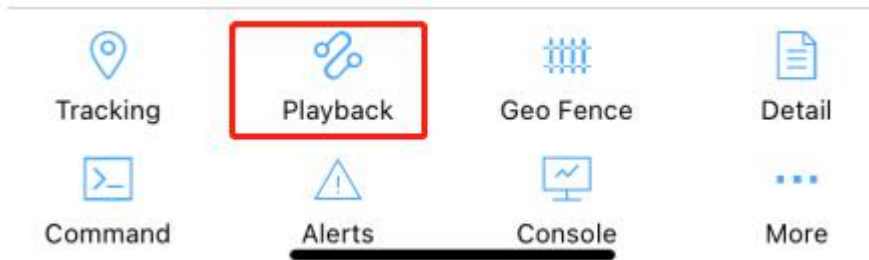 Tracking Playback Geo Fence Detail
Command Alerts Console More